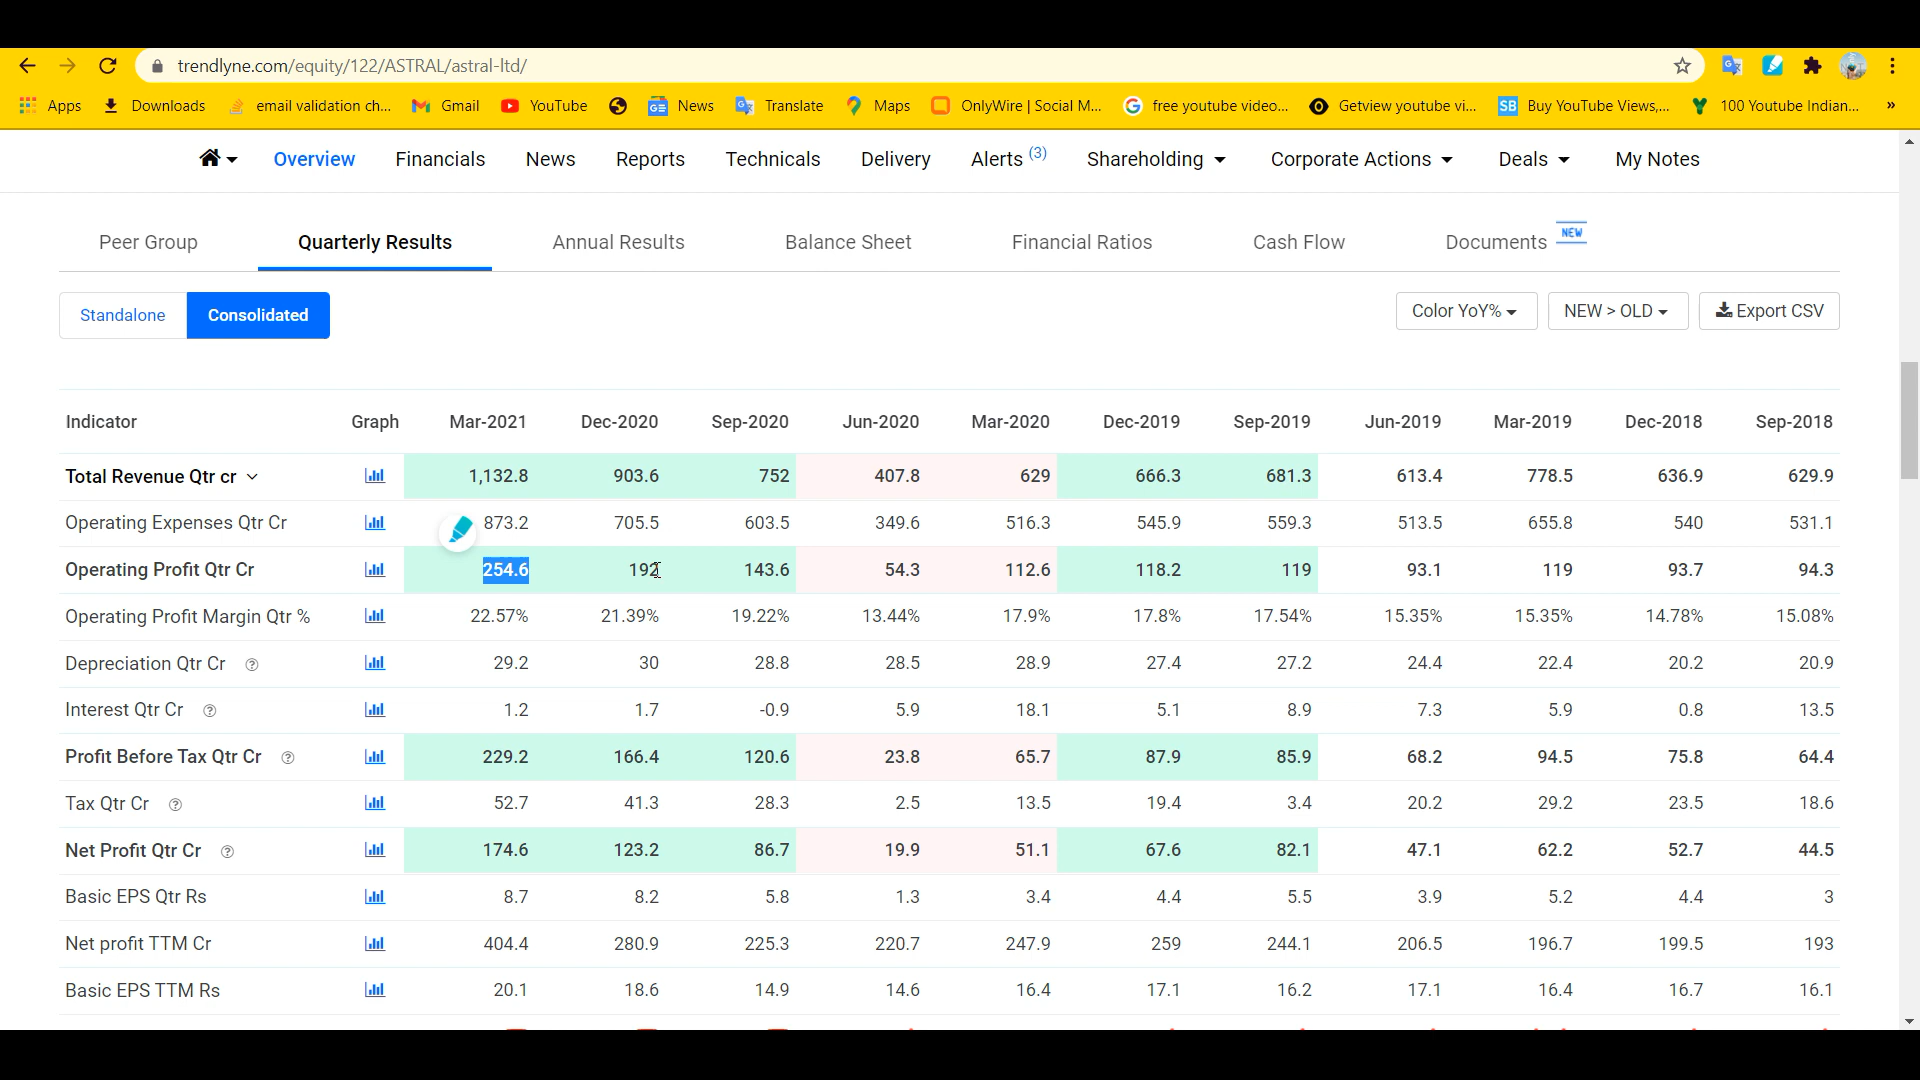 trendlyne.com/equity/122/ASTRAL/astral-ltd/
Apps Downloads email validation ch... Gmail YouTube News Translate Maps OnlyWire | Social M... free youtube video... Getview youtube vi... SB Buy YouTube Views,... 100 Youtube Indian... »
Overview Financials News Reports Technicals Delivery Alerts (3) Shareholding Corporate Actions Deals My Notes
Peer Group Quarterly Results Annual Results Balance Sheet Financial Ratios Cash Flow Documents NEW
Standalone Consolidated Color YoY% NEW > OLD Export CSV
Indicator Graph Mar-2021 Dec-2020 Sep-2020 Jun-2020 Mar-2020 Dec-2019 Sep-2019 Jun-2019 Mar-2019 Dec-2018 Sep-2018
Total Revenue Qtr cr 1,132.8 903.6 752 407.8 629 666.3 681.3 613.4 778.5 636.9 629.9
Operating Expenses Qtr Cr 873.2 705.5 603.5 349.6 516.3 545.9 559.3 513.5 655.8 540 531.1
Operating Profit Qtr Cr 254.6 192 143.6 54.3 112.6 118.2 119 93.1 119 93.7 94.3
Operating Profit Margin Qtr % 22.57% 21.39% 19.22% 13.44% 17.9% 17.8% 17.54% 15.35% 15.35% 14.78% 15.08%
Depreciation Qtr Cr 29.2 30 28.8 28.5 28.9 27.4 27.2 24.4 22.4 20.2 20.9
Interest Qtr Cr 1.2 1.7 -0.9 5.9 18.1 5.1 8.9 7.3 5.9 0.8 13.5
Profit Before Tax Qtr Cr 229.2 166.4 120.6 23.8 65.7 87.9 85.9 68.2 94.5 75.8 64.4
Tax Qtr Cr 52.7 41.3 28.3 2.5 13.5 19.4 3.4 20.2 29.2 23.5 18.6
Net Profit Qtr Cr 174.6 123.2 86.7 19.9 51.1 67.6 82.1 47.1 62.2 52.7 44.5
Basic EPS Qtr Rs 8.7 8.2 5.8 1.3 3.4 4.4 5.5 3.9 5.2 4.4 3
Net profit TTM Cr 404.4 280.9 225.3 220.7 247.9 259 244.1 206.5 196.7 199.5 193
Basic EPS TTM Rs 20.1 18.6 14.9 14.6 16.4 17.1 16.2 17.1 16.4 16.7 16.1